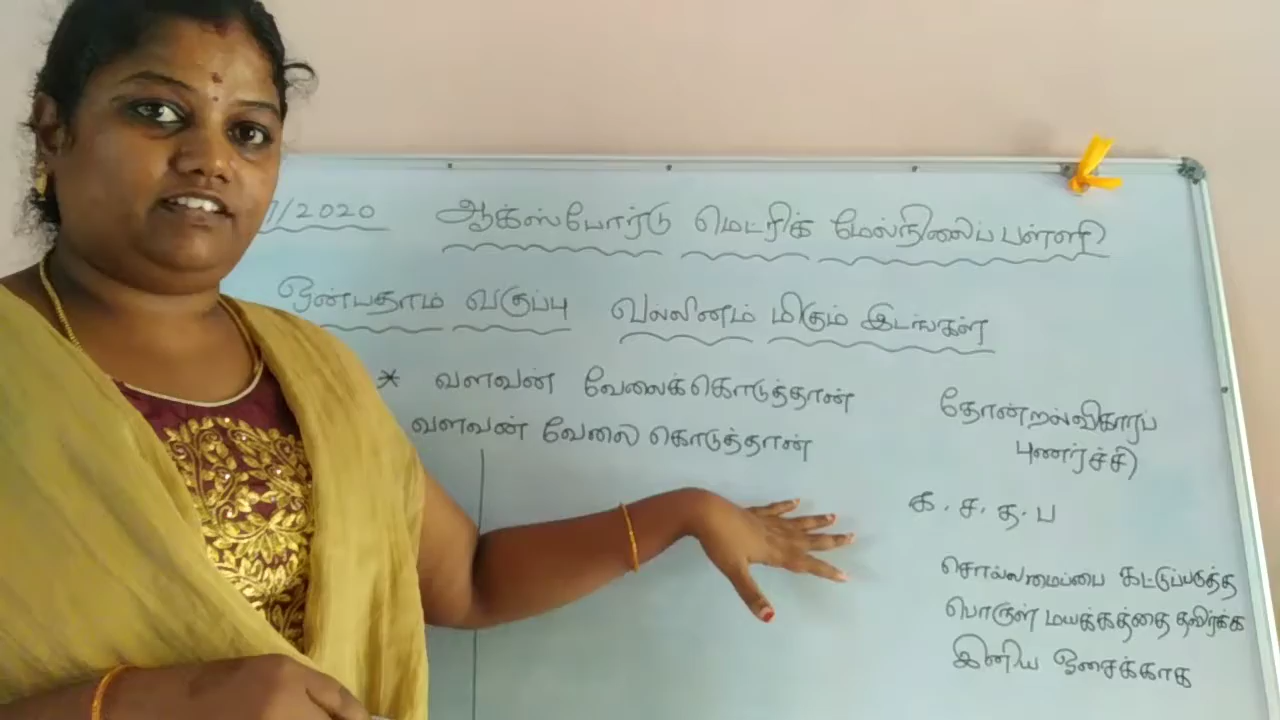 7/2020 ஆக்ஸ்போர்டு மெட்ரிக் மேல்நிலைப்பள்ளி
ஒன்பதாம் வகுப்பு வல்லினம் மிகும் இடங்கள்
* வளவன் வேலைக்கொடுத்தான்
வளவன் வேலை கொடுத்தான்
தோன்றல்விகாரப்
புணர்ச்சி
க . ச . த . ப
சொல்லமைப்பை கட்டுப்படுத்த
பொருள் மயக்கத்தை தவிர்க்க
இனிய ஓசைக்காக